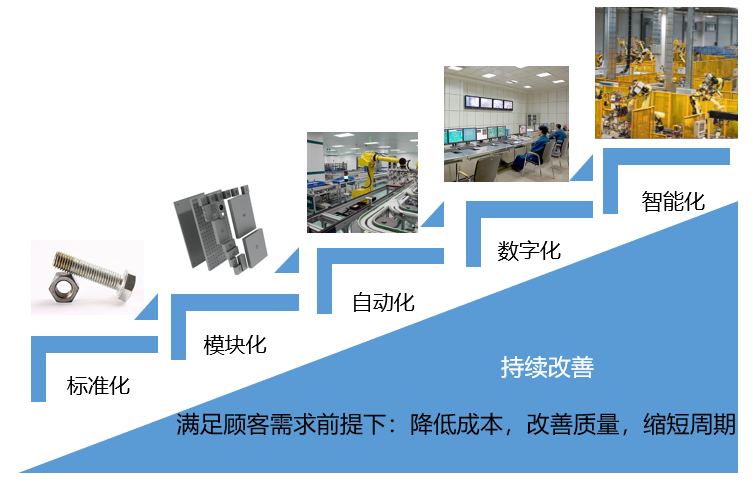 标准化
模块化
自动化
数字化
智能化
持续改善
满足顾客需求前提下：降低成本，改善质量，缩短周期